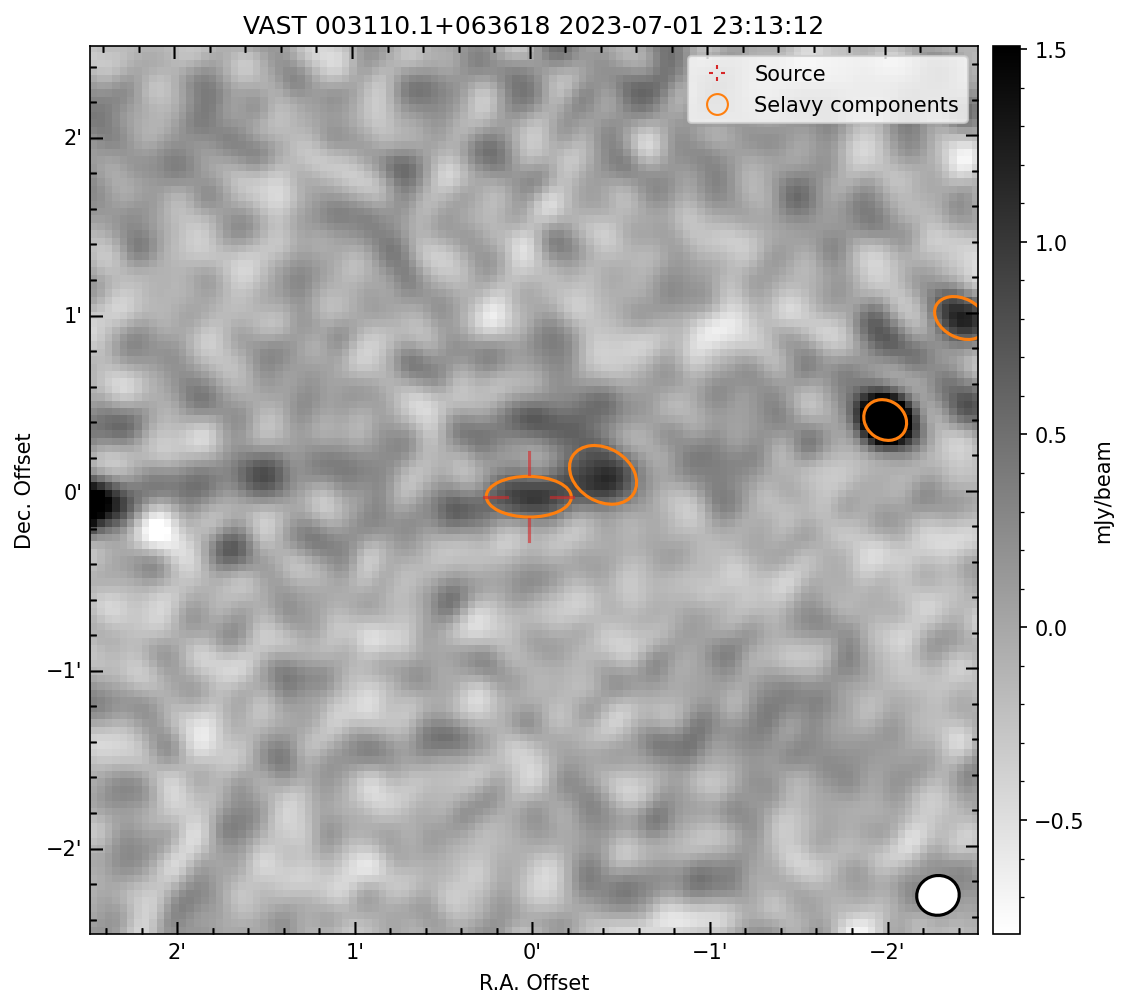 VAST 003110.1+063618 2023-07-01 23:13:12
Source
Selavy components
2'
1'
0'
−1'
−2'
Dec. Offset
2'
1'
0'
−1'
−2'
R.A. Offset
1.5
1.0
0.5
0.0
−0.5
mJy/beam